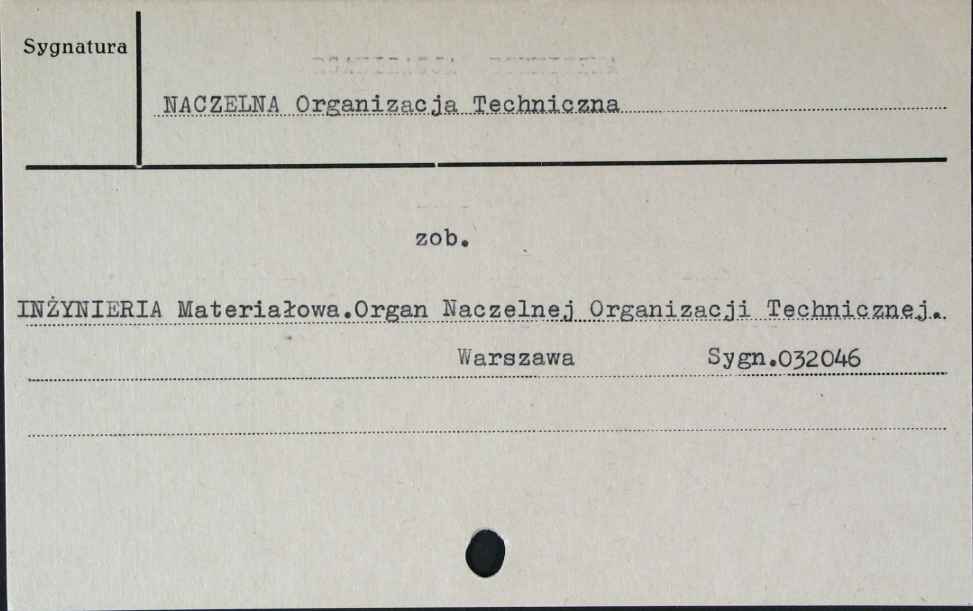 Sygnatura
NACZELNA Organizacja Techniczna
zob.
INŻYNIERIA Materiałowa.Organ Naczelnej Organizacji Technicznej.
Warszawa Sygn.032046